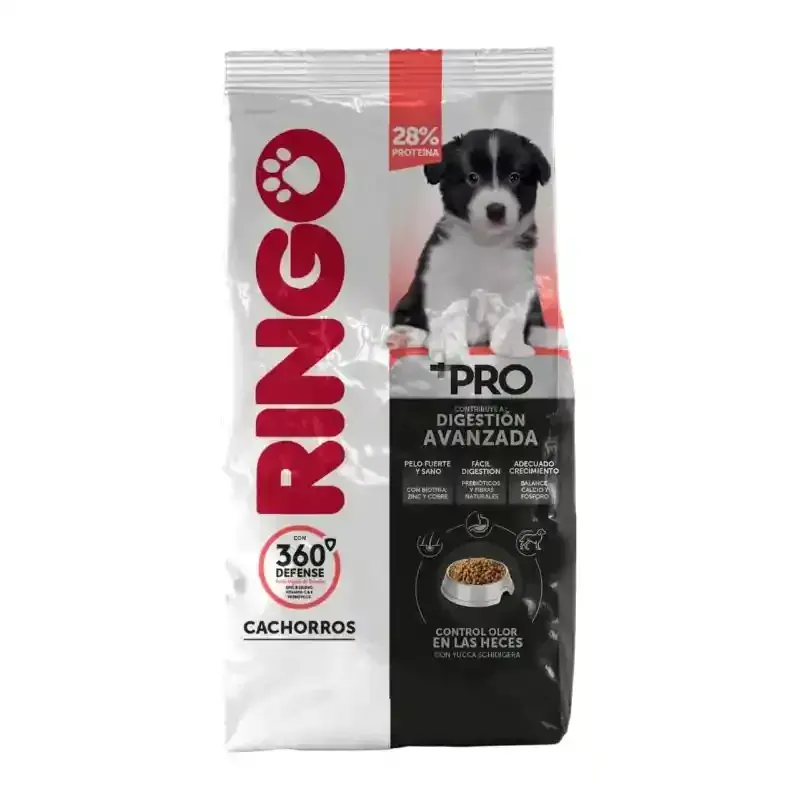 28%
PROTEÍNA
RINGO
+PRO
CONTRIBUYE A:
DIGESTIÓN
AVANZADA
PELO FUERTE
Y SANO
FÁCIL
DIGESTIÓN
ADECUADO
CRECIMIENTO
CON BIOTINA,
ZINC Y COBRE
PREBIÓTICOS
Y FIBRAS
NATURALES
BALANCE
CALCIO Y
FÓSFORO
CON
360°
DEFENSE
CACHORROS
CONTROL OLOR
EN LAS HECES
CON YUCCA SCHIDIGERA